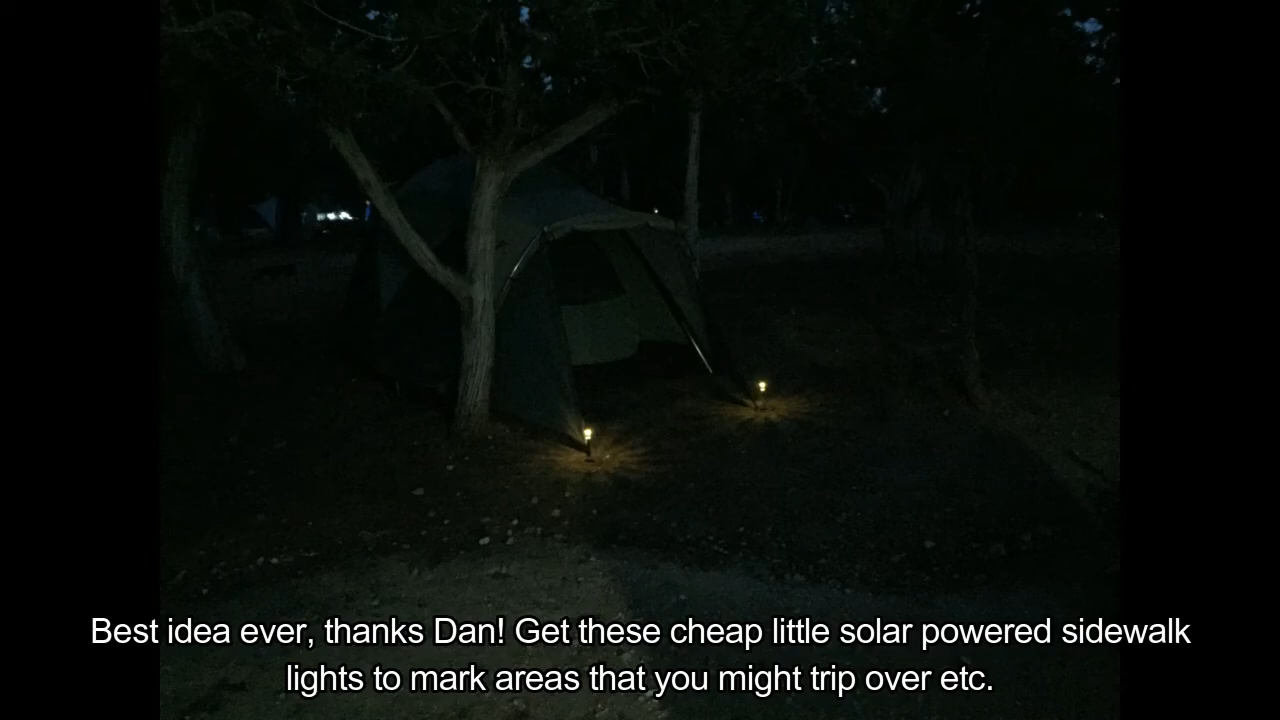 Best idea ever, thanks Dan! Get these cheap little solar powered sidewalk
lights to mark areas that you might trip over etc.